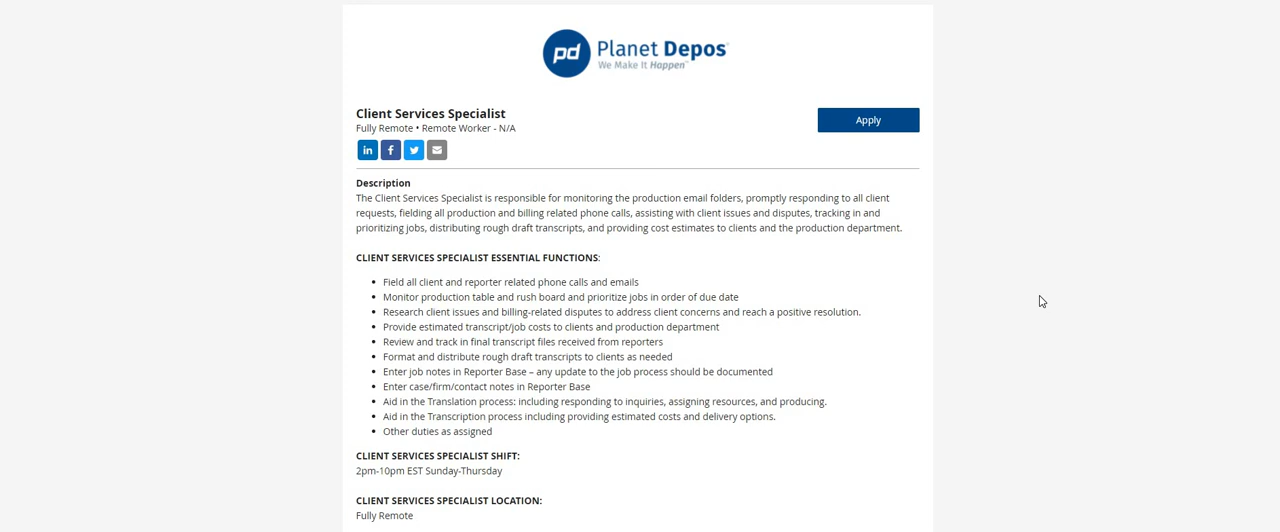 pd Planet Depos
We Make It Happen™
Client Services Specialist
Fully Remote • Remote Worker - N/A
Apply
in f
Description
The Client Services Specialist is responsible for monitoring the production email folders, promptly responding to all client
requests, fielding all production and billing related phone calls, assisting with client issues and disputes, tracking in and
prioritizing jobs, distributing rough draft transcripts, and providing cost estimates to clients and the production department.
CLIENT SERVICES SPECIALIST ESSENTIAL FUNCTIONS:
• Field all client and reporter related phone calls and emails
• Monitor production table and rush board and prioritize jobs in order of due date
• Research client issues and billing-related disputes to address client concerns and reach a positive resolution.
• Provide estimated transcript/job costs to clients and production department
• Review and track in final transcript files received from reporters
• Format and distribute rough draft transcripts to clients as needed
• Enter job notes in Reporter Base – any update to the job process should be documented
• Enter case/firm/contact notes in Reporter Base
• Aid in the Translation process: including responding to inquiries, assigning resources, and producing.
• Aid in the Transcription process including providing estimated costs and delivery options.
• Other duties as assigned
CLIENT SERVICES SPECIALIST SHIFT:
2pm-10pm EST Sunday-Thursday
CLIENT SERVICES SPECIALIST LOCATION:
Fully Remote